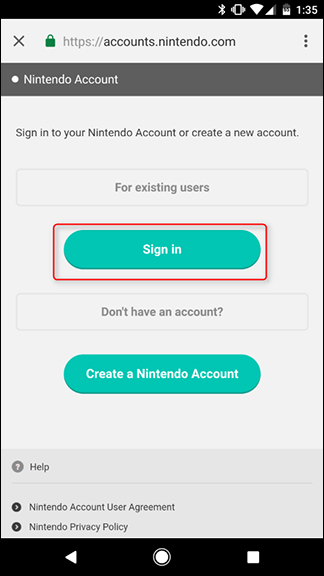 1:35
https://accounts.nintendo.com
Nintendo Account
Sign in to your Nintendo Account or create a new account.
For existing users
Sign in
Don't have an account?
Create a Nintendo Account
? Help
Nintendo Account User Agreement
Nintendo Privacy Policy